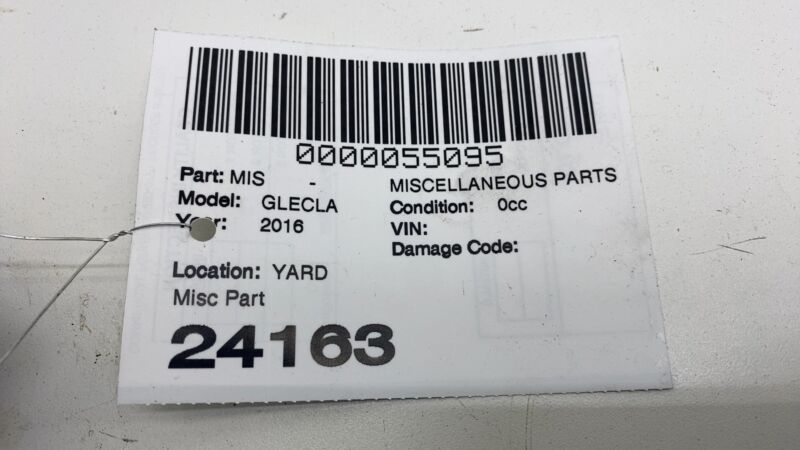 0000055095
Part: MIS - MISCELLANEOUS PARTS
Model: GLECLA Condition: 0cc
Year: 2016 VIN:
Damage Code:
Location: YARD
Misc Part
24163